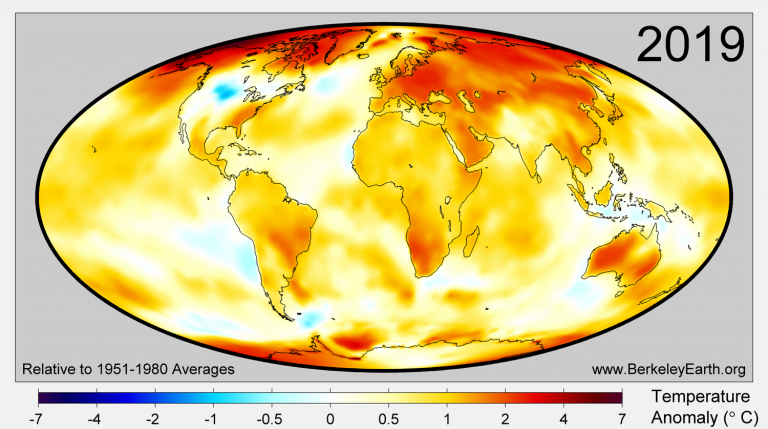 2019
Relative to 1951-1980 Averages
www.BerkeleyEarth.org
-7 -4 -2 -1 -0.5 0 0.5 1 2 4 7
Temperature
Anomaly (° C)